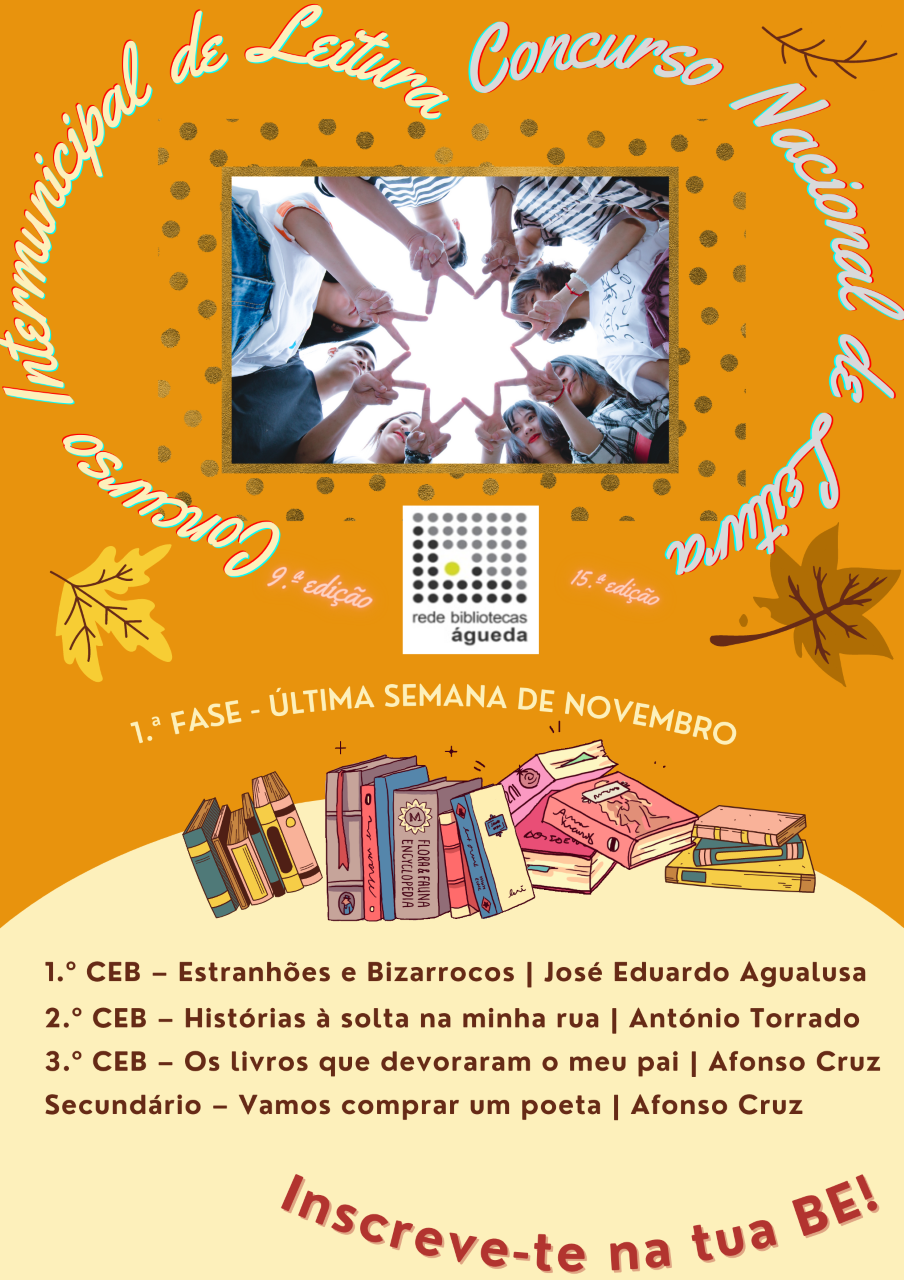 Concurso Intermunicipal de Leitura
Concurso Nacional de Leitura
9.ª edição
15.ª edição
rede bibliotecas
águeda
1.ª FASE - ÚLTIMA SEMANA DE NOVEMBRO
M
FLORA & FAUNA
ENCYCLOPEDIA
1.º CEB – Estranhões e Bizarrocos | José Eduardo Agualusa
2.º CEB – Histórias à solta na minha rua | António Torrado
3.º CEB – Os livros que devoraram o meu pai | Afonso Cruz
Secundário – Vamos comprar um poeta | Afonso Cruz
Inscreve-te na tua BE!